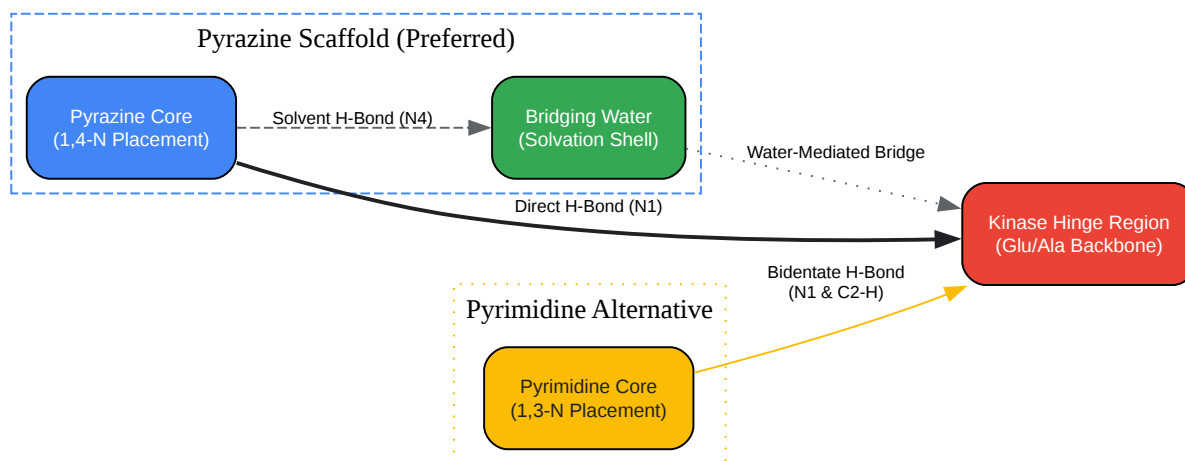 Pyrazine Scaffold (Preferred)
Pyrazine Core
(1,4-N Placement)
Solvent H-Bond (N4)
Bridging Water
(Solvation Shell)
Water-Mediated Bridge
Direct H-Bond (N1)
Kinase Hinge Region
(Glu/Ala Backbone)
Bidentate H-Bond
(N1 & C2-H)
Pyrimidine Alternative
Pyrimidine Core
(1,3-N Placement)